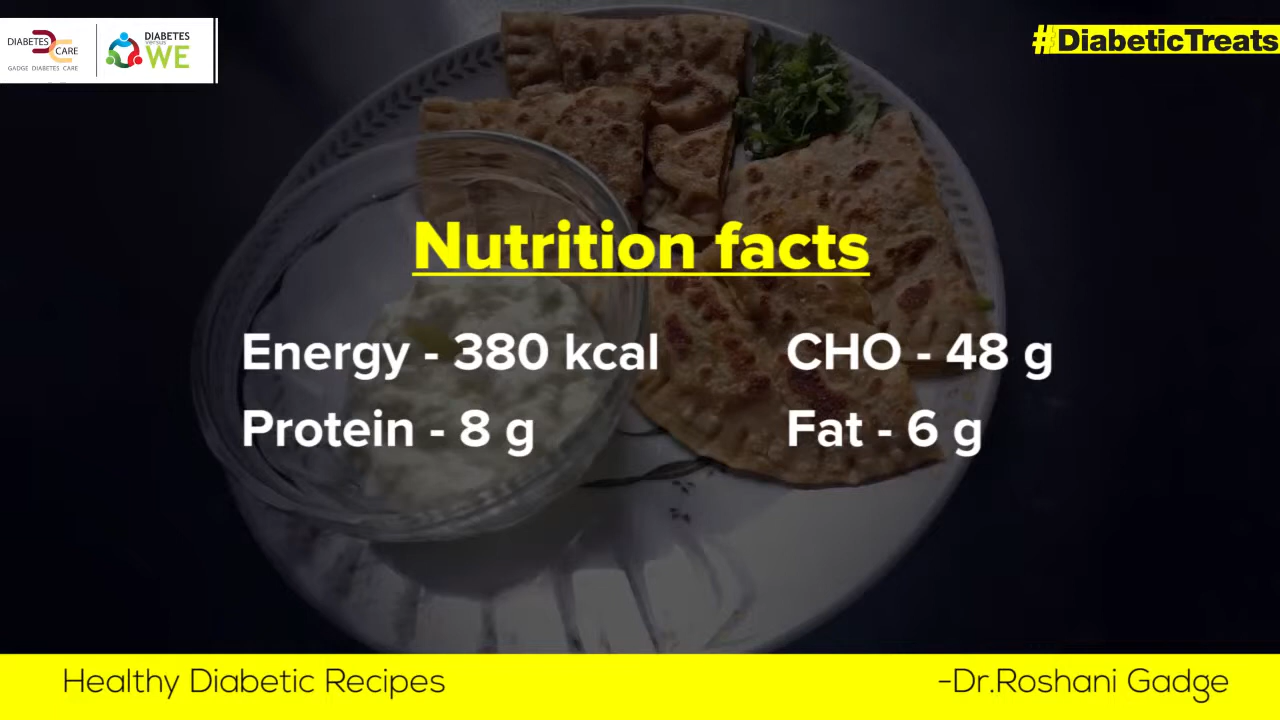 DIABETES CARE
GADGE DIABETES CARE
DIABETES
versus
WE
#DiabeticTreats
Nutrition facts
Energy - 380 kcal
CHO - 48 g
Protein - 8 g
Fat - 6 g
Healthy Diabetic Recipes
-Dr.Roshani Gadge